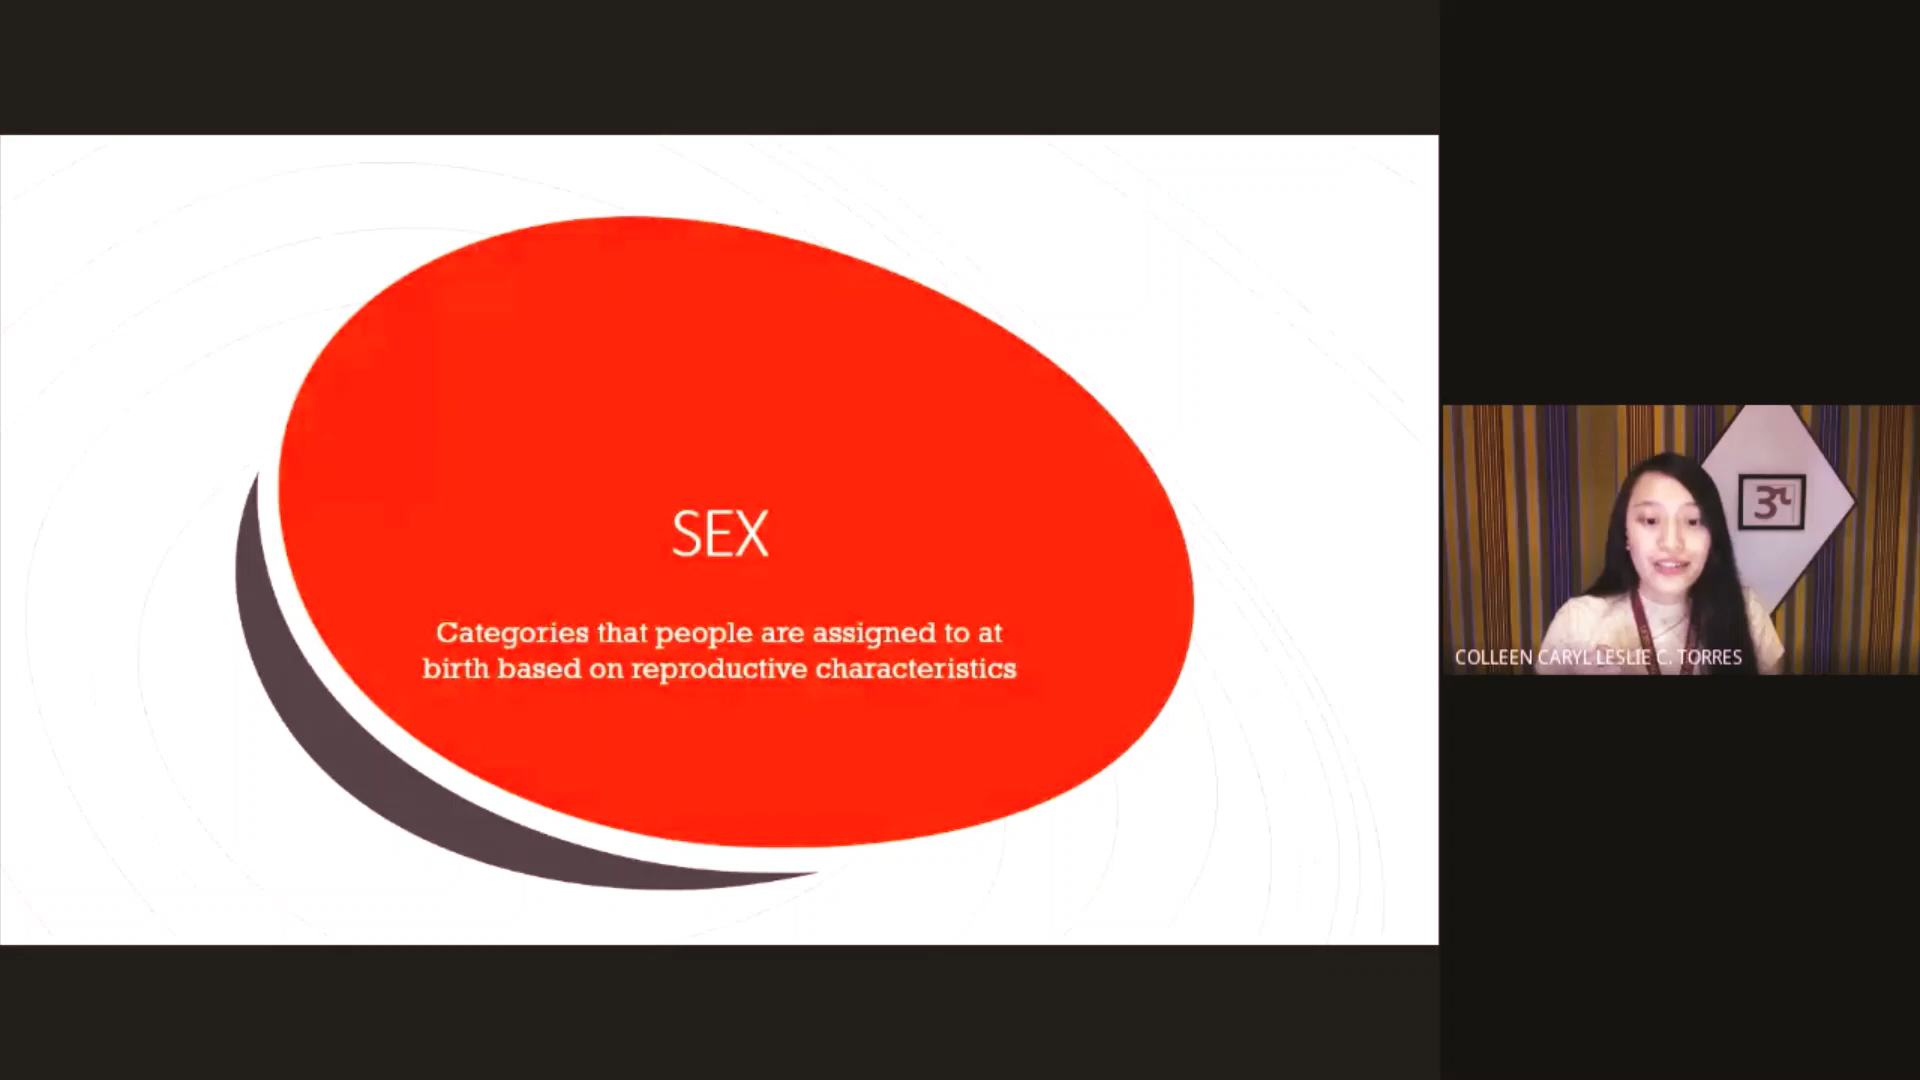 SEX
Categories that people are assigned to at
birth based on reproductive characteristics
COLLEEN CARYL LESLIE C. TORRES